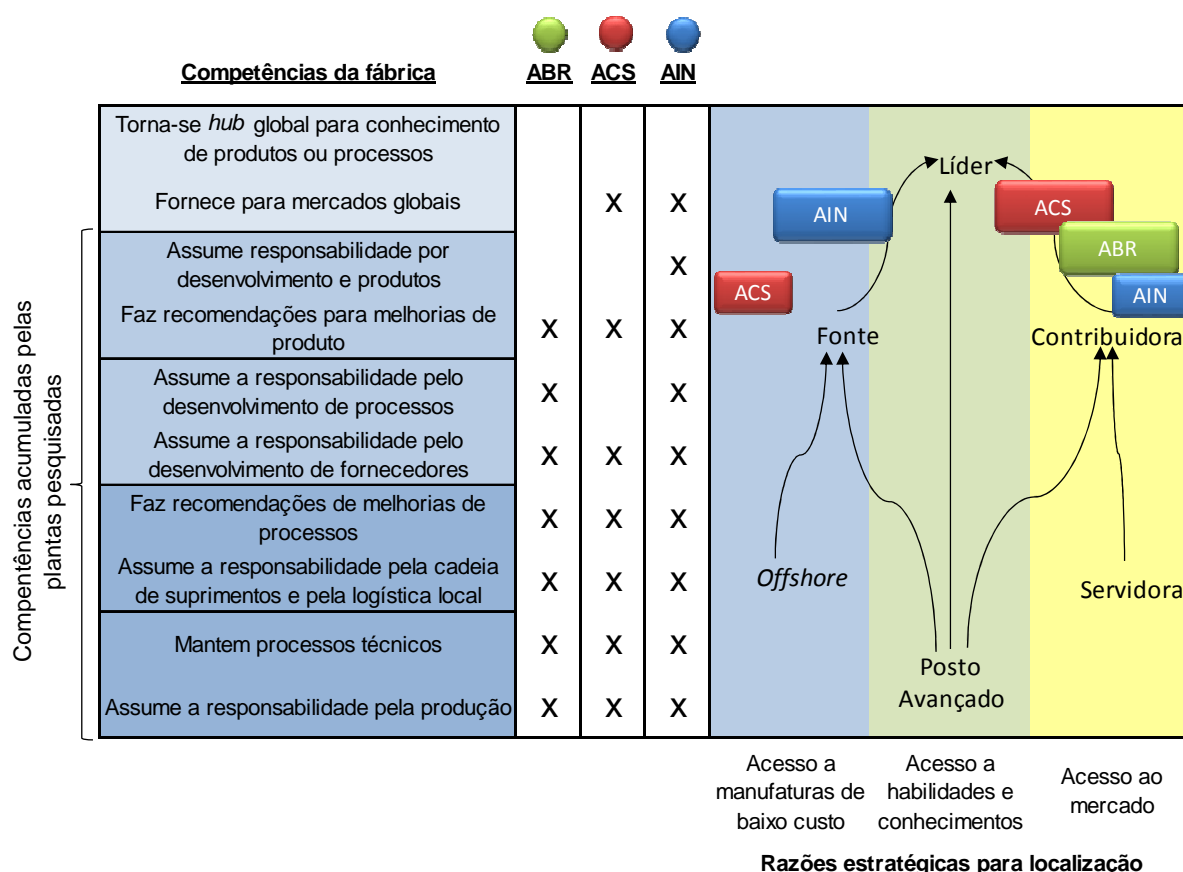 Competências da fábrica
ABR ACS AIN
Torna-se hub global para conhecimento
de produtos ou processos
Fornece para mercados globais
X X
Assume responsabilidade por
desenvolvimento e produtos
X
Faz recomendações para melhorias de
produto
X X X
Assume a responsabilidade pelo
desenvolvimento de processos
X X
Assume a responsabilidade pelo
desenvolvimento de fornecedores
X X X
Faz recomendações de melhorias de
processos
X X X
Assume a responsabilidade pela cadeia
de suprimentos e pela logística local
X X X
Mantem processos técnicos
X X X
Assume a responsabilidade pela produção
X X X
Compentências acumuladas pelas
plantas pesquisadas
Líder
AIN
ACS
ABR
ACS
AIN
Fonte
Contribuidora
Offshore
Servidora
Posto
Avançado
Acesso a
manufaturas de
baixo custo
Acesso a
habilidades e
conhecimentos
Acesso ao
mercado
Razões estratégicas para localização